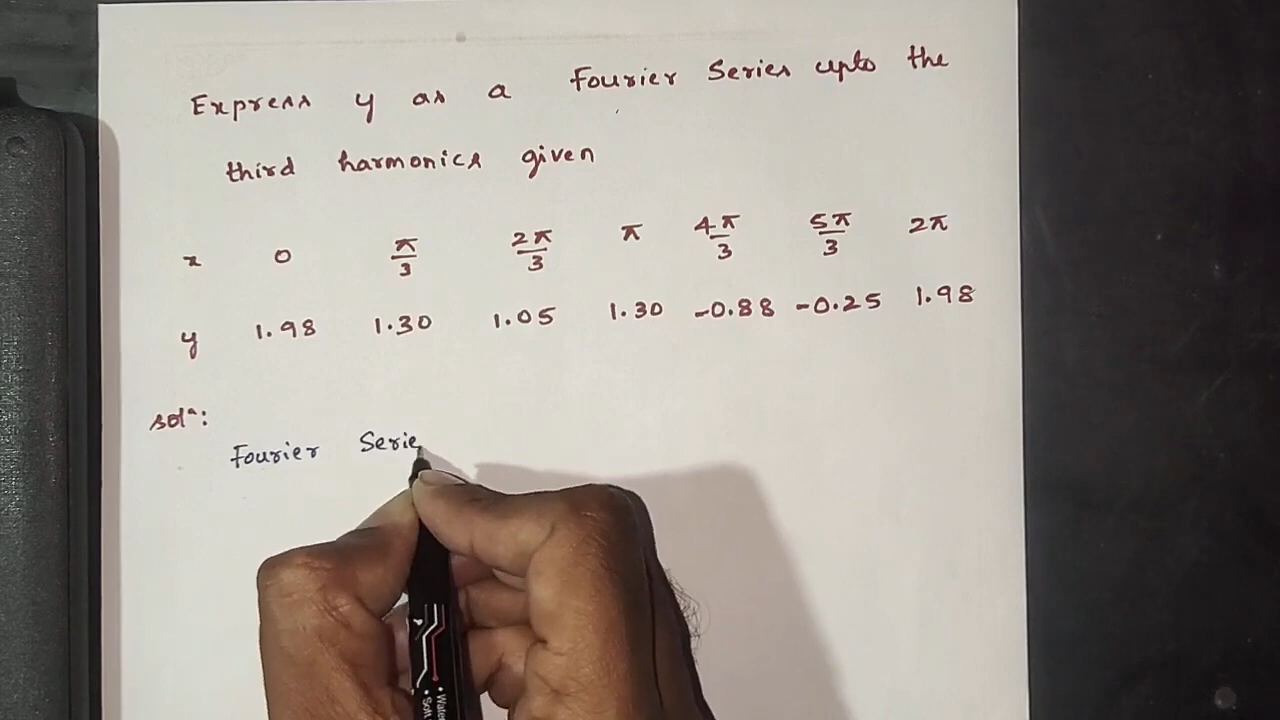 Express y as a Fourier Series upto the
third harmonics given
x 0 π/3 2π/3 π 4π/3 5π/3 2π
y 1.98 1.30 1.05 1.30 -0.88 -0.25 1.98
solⁿ:
Fourier Serie